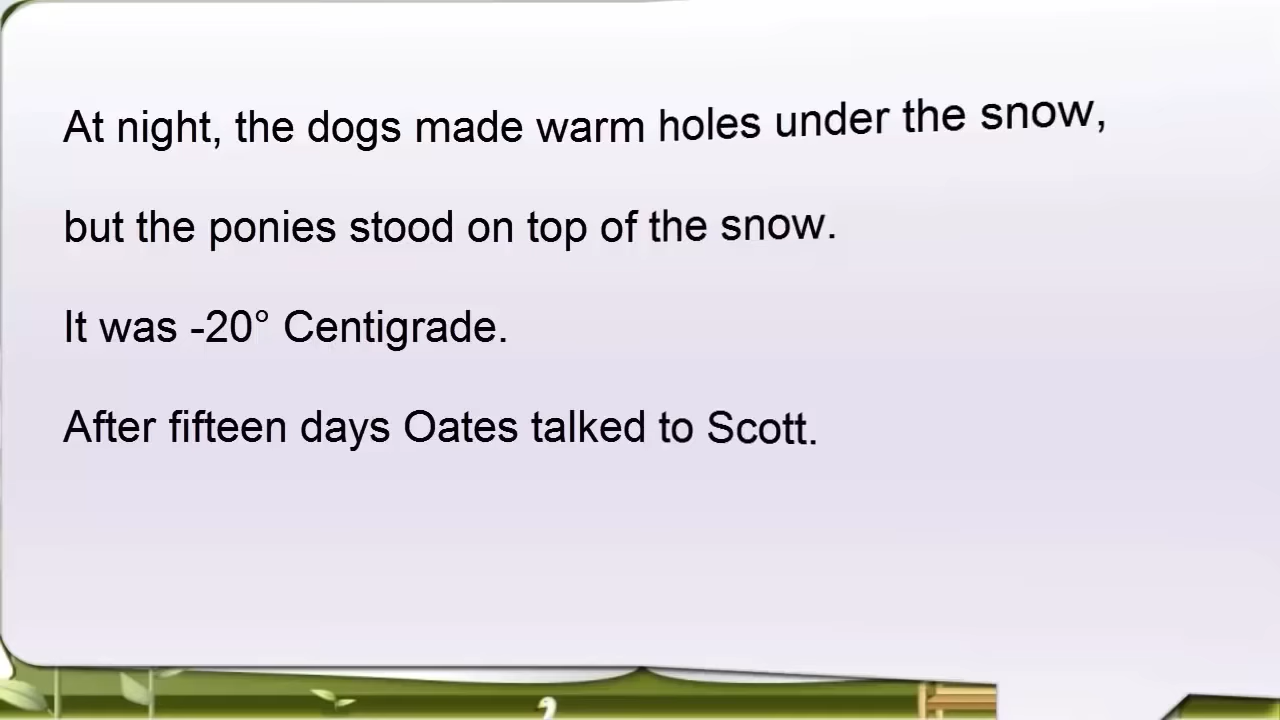 At night, the dogs made warm holes under the snow,
but the ponies stood on top of the snow.
It was -20° Centigrade.
After fifteen days Oates talked to Scott.